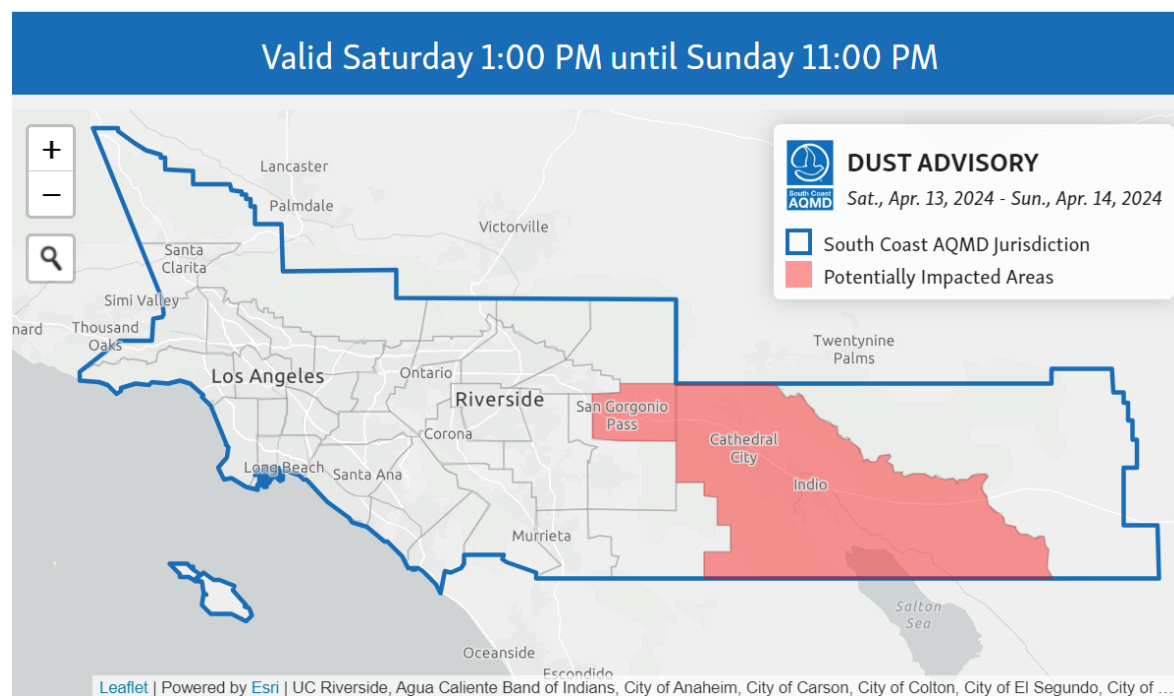 Valid Saturday 1:00 PM until Sunday 11:00 PM
+
−
South Coast
AQMD
DUST ADVISORY
Sat., Apr. 13, 2024 - Sun., Apr. 14, 2024
South Coast AQMD Jurisdiction
Potentially Impacted Areas
Lancaster
Palmdale
Victorville
Santa
Clarita
Simi Valley
nard
Thousand
Oaks
Twentynine
Palms
Los Angeles
Ontario
Riverside
San Gorgonio
Pass
Corona
Cathedral
City
Long Beach
Santa Ana
Indio
Murrieta
Salton
Sea
Oceanside
Escondido
Leaflet | Powered by Esri | UC Riverside, Agua Caliente Band of Indians, City of Anaheim, City of Carson, City of Colton, City of El Segundo, City of ...